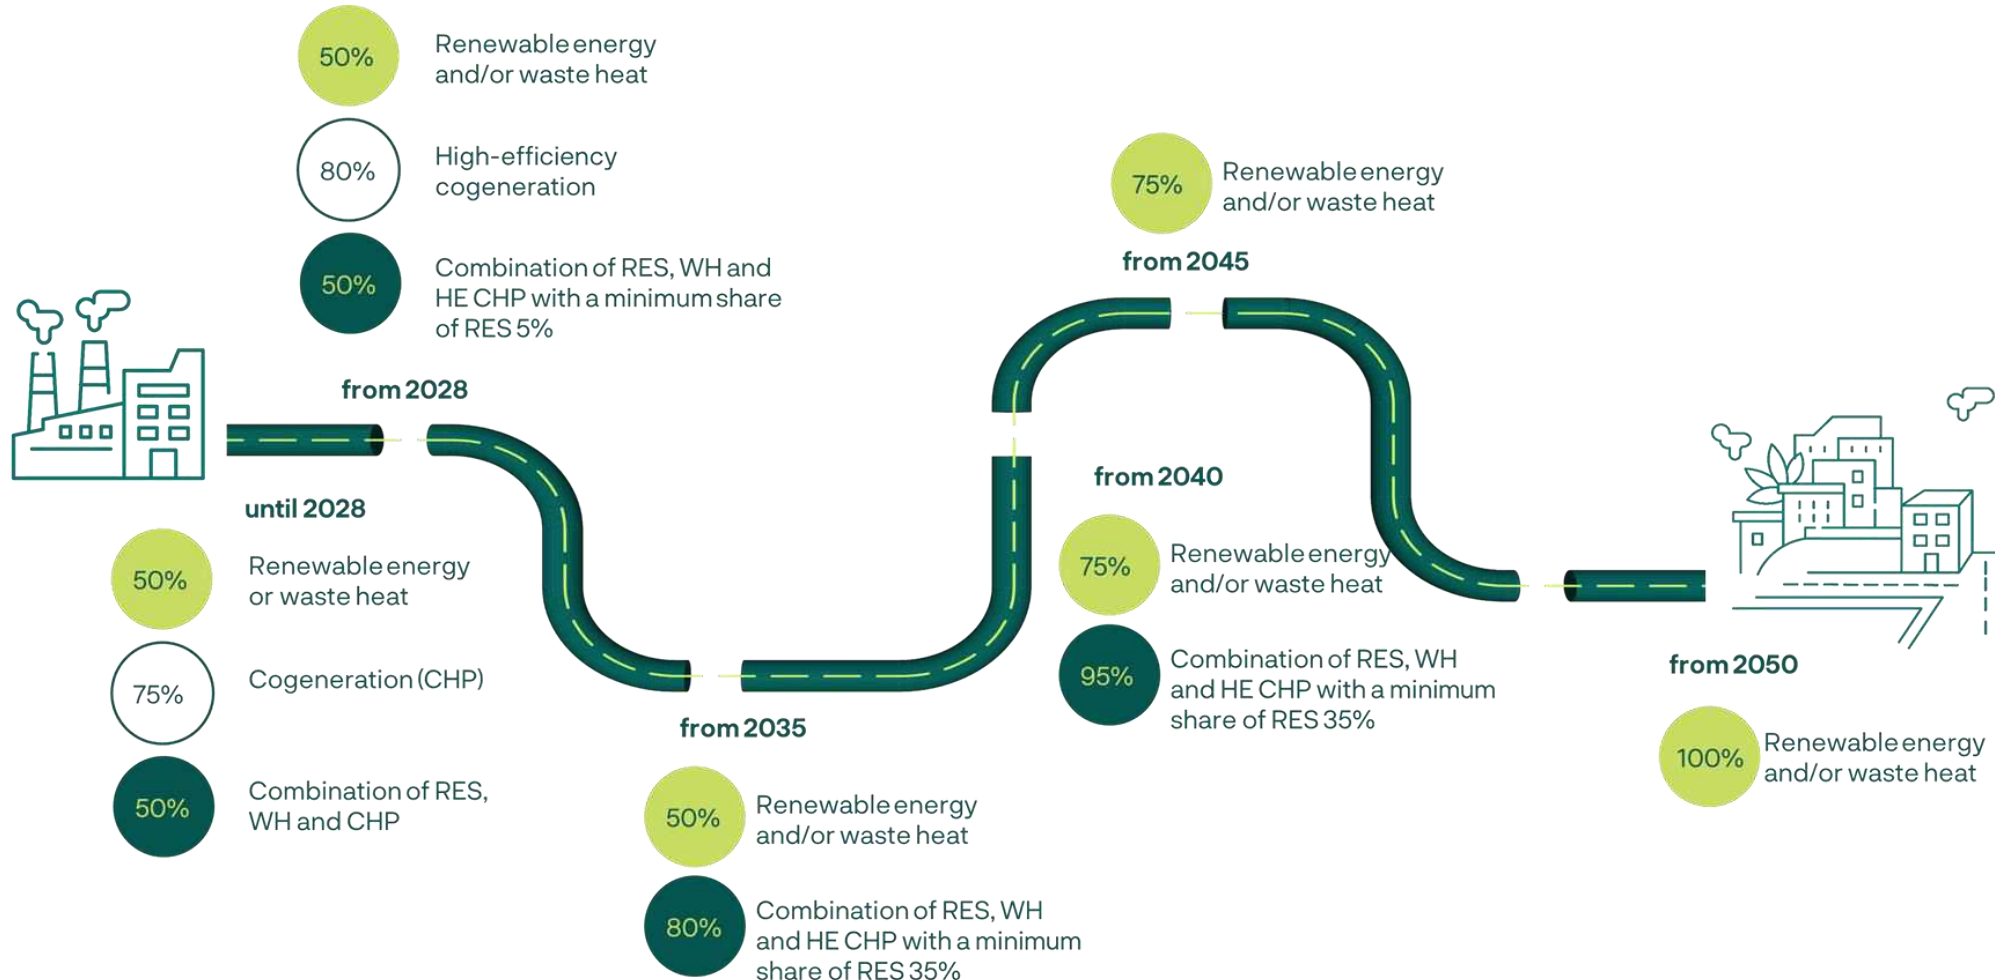 50%
Renewable energy
and/or waste heat
80%
High-efficiency
cogeneration
50%
Combination of RES, WH and
HE CHP with a minimum share
of RES 5%
from 2028
until 2028
50%
Renewable energy
or waste heat
75%
Cogeneration (CHP)
50%
Combination of RES,
WH and CHP
from 2035
50%
Renewable energy
and/or waste heat
80%
Combination of RES, WH
and HE CHP with a minimum
share of RES 35%
from 2040
75%
Renewable energy
and/or waste heat
95%
Combination of RES, WH
and HE CHP with a minimum
share of RES 35%
75%
Renewable energy
and/or waste heat
from 2045
from 2050
100%
Renewable energy
and/or waste heat